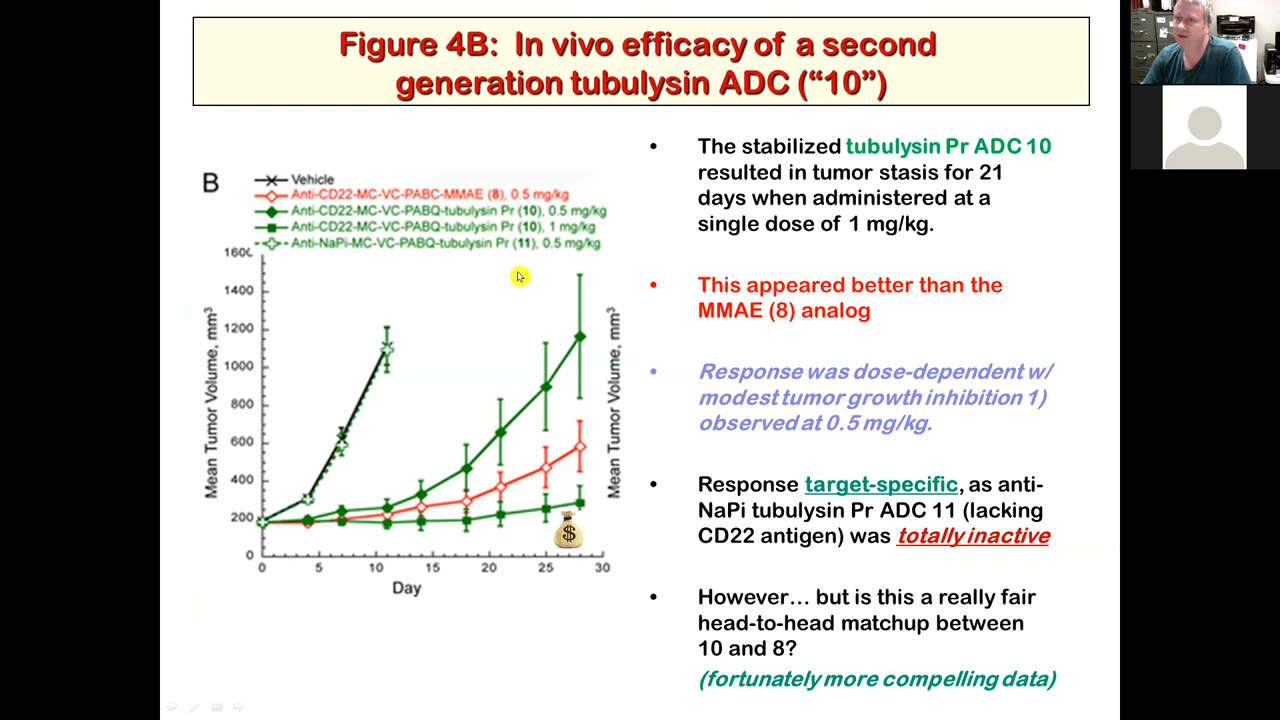 Figure 4B: In vivo efficacy of a second
generation tubulysin ADC (“10”)
B
Vehicle
Anti-CD22-MC-VC-PABC-MMAE (8), 0.5 mg/kg
Anti-CD22-MC-VC-PABQ-tubulysin Pr (10), 0.5 mg/kg
Anti-CD22-MC-VC-PABQ-tubulysin Pr (10), 1 mg/kg
Anti-NaPi-MC-VC-PABQ-tubulysin Pr (11), 0.5 mg/kg
1600
1400
1200
1000
800
600
400
200
0
Mean Tumor Volume, mm³
0 5 10 15 20 25 30
Day
Mean Tumor Volume, mm³
$
• The stabilized tubulysin Pr ADC 10
resulted in tumor stasis for 21
days when administered at a
single dose of 1 mg/kg.
• This appeared better than the
MMAE (8) analog
• Response was dose-dependent w/
modest tumor growth inhibition 1)
observed at 0.5 mg/kg.
• Response target-specific, as anti-
NaPi tubulysin Pr ADC 11 (lacking
CD22 antigen) was totally inactive
• However... but is this a really fair
head-to-head matchup between
10 and 8?
(fortunately more compelling data)